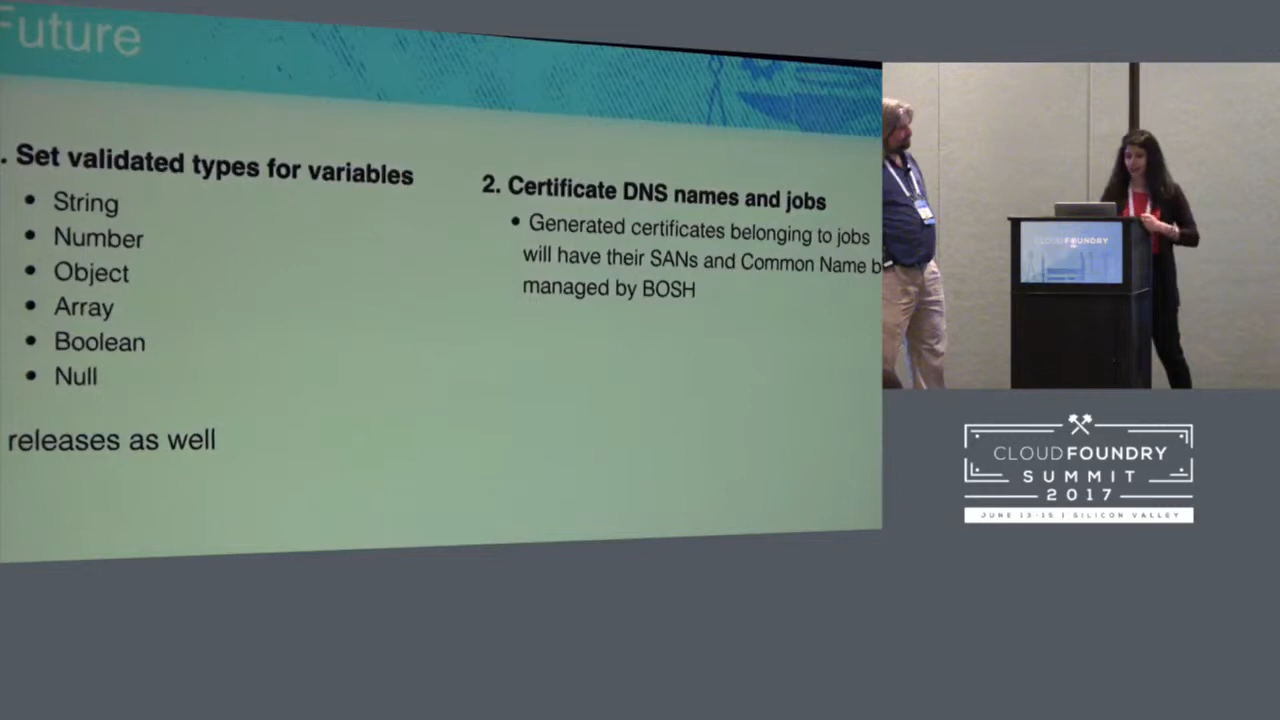 Future
. Set validated types for variables
• String
• Number
• Object
• Array
• Boolean
• Null
releases as well
2. Certificate DNS names and jobs
• Generated certificates belonging to jobs
will have their SANs and Common Name b
managed by BOSH
CLOUD FOUNDRY
CLOUD FOUNDRY
SUMMIT
2017
JUNE 13-15 | SILICON VALLEY